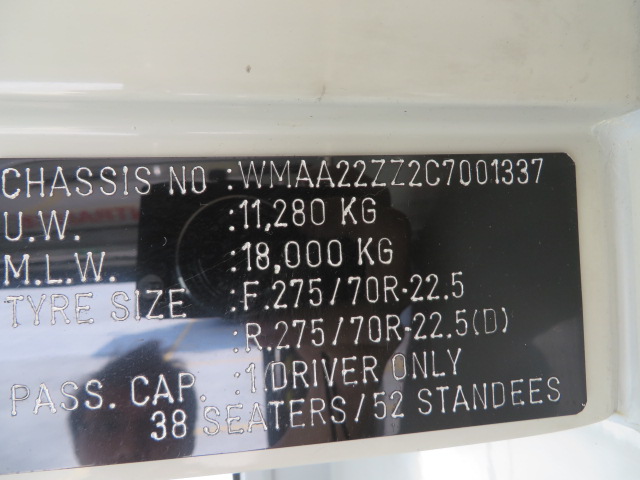 CHASSIS NO :WMAA22ZZ2C7001337
U.W. :11,280 KG
M.L.W. :18,000 KG
TYRE SIZE :F.275/70R-22.5
:R.275/70R-22.5(D)
PASS. CAP. :1.DRIVER ONLY
38 SEATERS/52 STANDEES